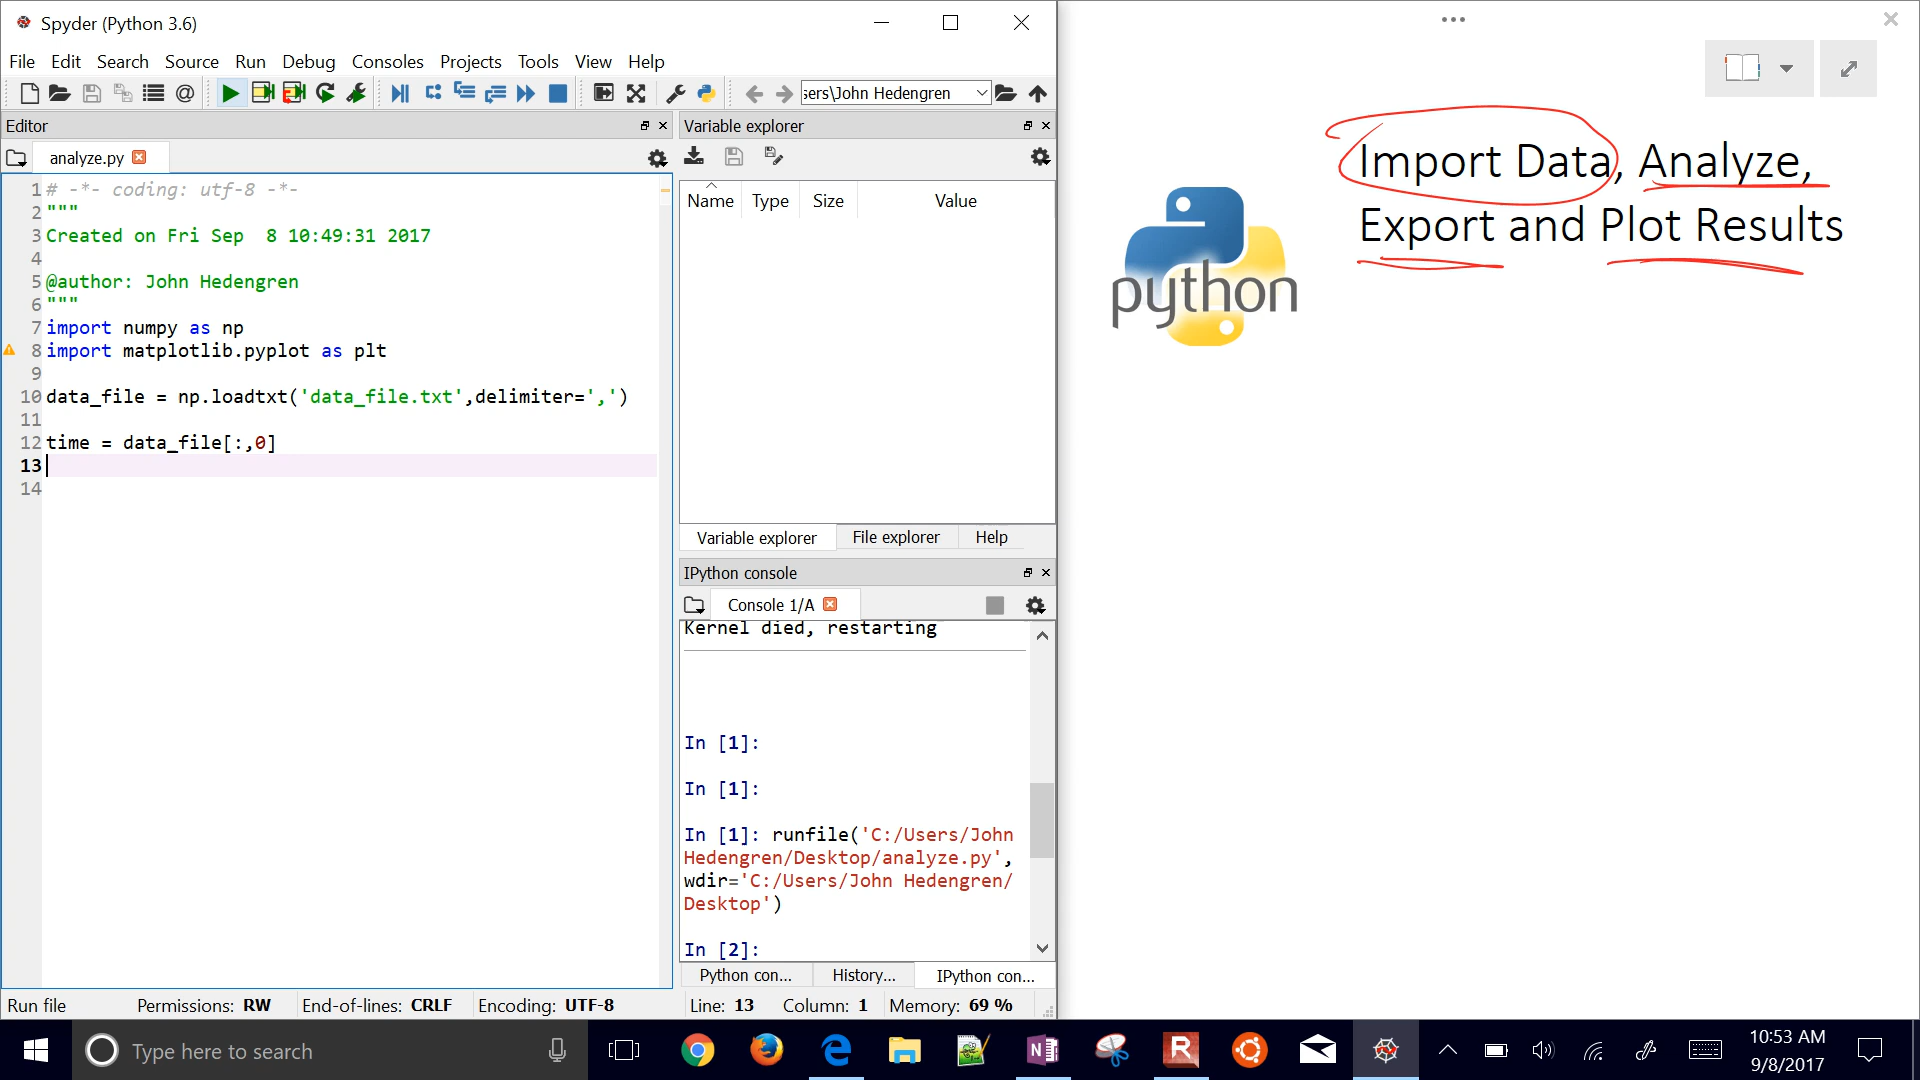 Spyder (Python 3.6)
File Edit Search Source Run Debug Consoles Projects Tools View Help
sers\John Hedengren
Editor
analyze.py
1 # -*- coding: utf-8 -*-
2 """
3 Created on Fri Sep  8 10:49:31 2017
4
5 @author: John Hedengren
6 """
7 import numpy as np
8 import matplotlib.pyplot as plt
9
10 data_file = np.loadtxt('data_file.txt',delimiter=',')
11
12 time = data_file[:,0]
13
14
Variable explorer
Name Type Size Value
Variable explorer File explorer Help
IPython console
Console 1/A
Kernel died, restarting
In [1]:
In [1]:
In [1]: runfile('C:/Users/John
Hedengren/Desktop/analyze.py',
wdir='C:/Users/John Hedengren/
Desktop')
In [2]:
Python con... History... IPython con...
Run file Permissions: RW End-of-lines: CRLF Encoding: UTF-8 Line: 13 Column: 1 Memory: 69 %
Import Data, Analyze,
Export and Plot Results
python
Type here to search
10:53 AM
9/8/2017